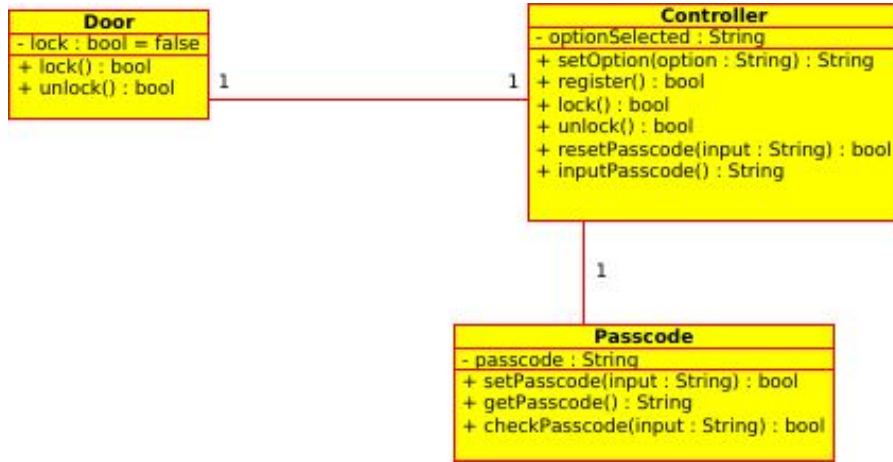 Door
- lock : bool = false
+ lock() : bool
+ unlock() : bool
1
1
Controller
- optionSelected : String
+ setOption(option : String) : String
+ register() : bool
+ lock() : bool
+ unlock() : bool
+ resetPasscode(input : String) : bool
+ inputPasscode() : String
1
Passcode
- passcode : String
+ setPasscode(input : String) : bool
+ getPasscode() : String
+ checkPasscode(input : String) : bool